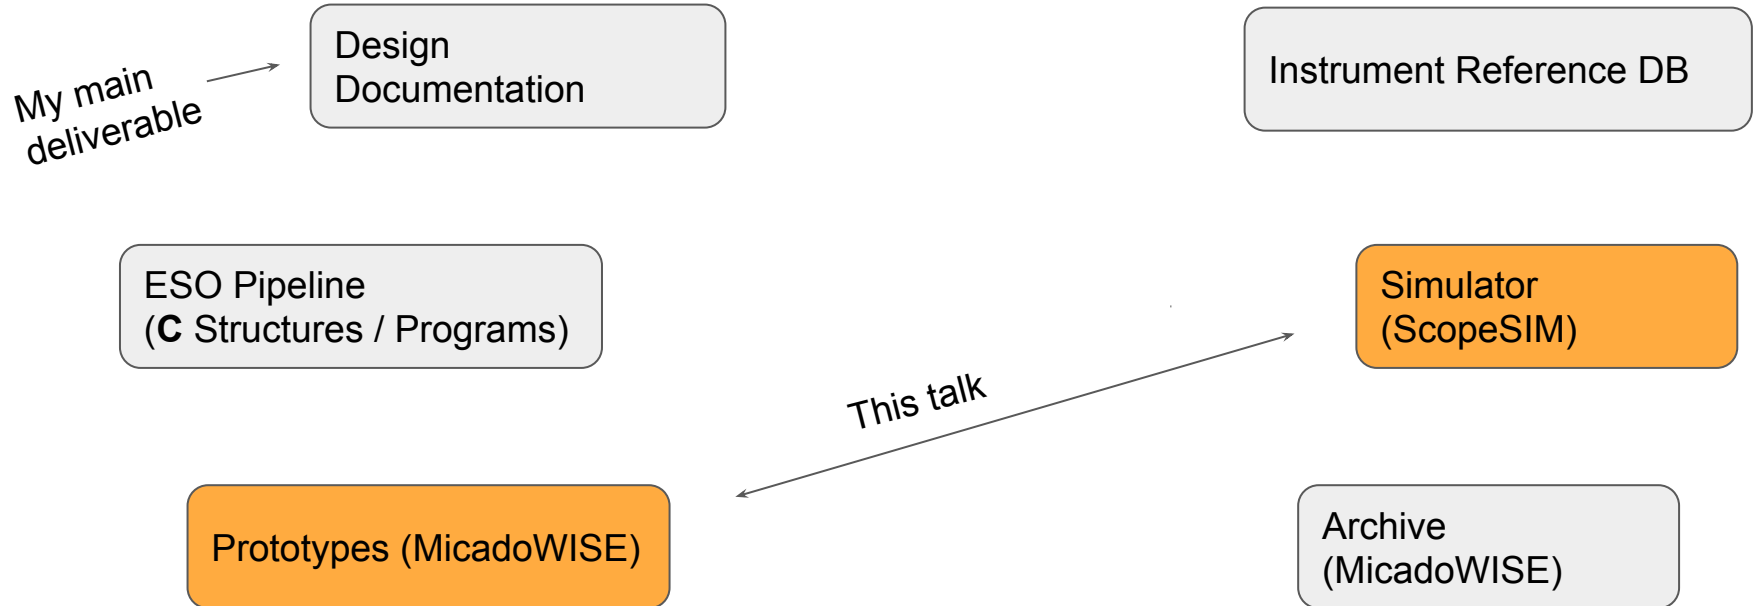 My main
deliverable
Design
Documentation
Instrument Reference DB
ESO Pipeline
(C Structures / Programs)
Simulator
(ScopeSIM)
This talk
Prototypes (MicadoWISE)
Archive
(MicadoWISE)